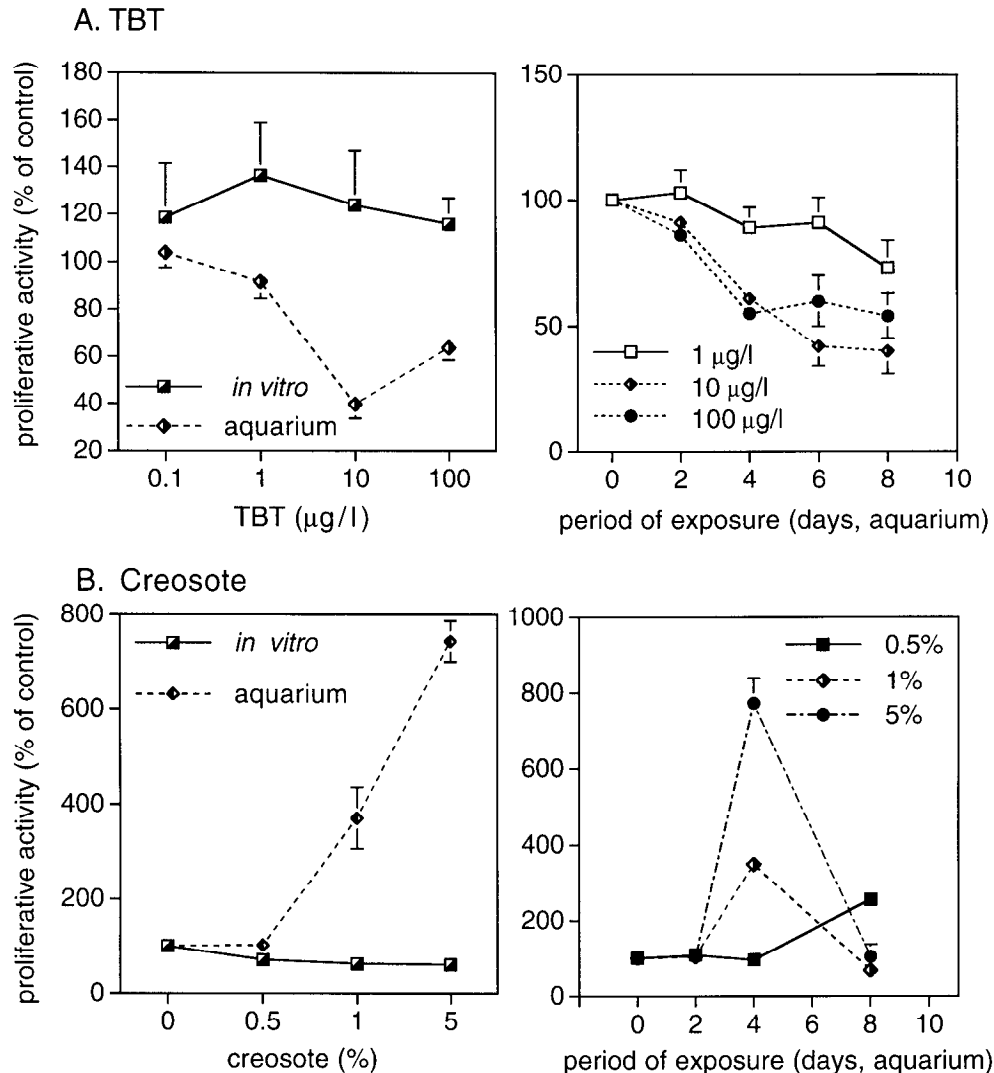 A. TBT
proliferative activity (% of control)
180
160
140
120
100
80
60
40
20
in vitro
aquarium
0.1 1 10 100
TBT (µg/l)
150
100
50
0
1 µg/l
10 µg/l
100 µg/l
0 2 4 6 8 10
period of exposure (days, aquarium)
B. Creosote
proliferative activity (% of control)
800
600
400
200
0
in vitro
aquarium
0 0.5 1 5
creosote (%)
1000
800
600
400
200
0
0.5%
1%
5%
0 2 4 6 8 10
period of exposure (days, aquarium)